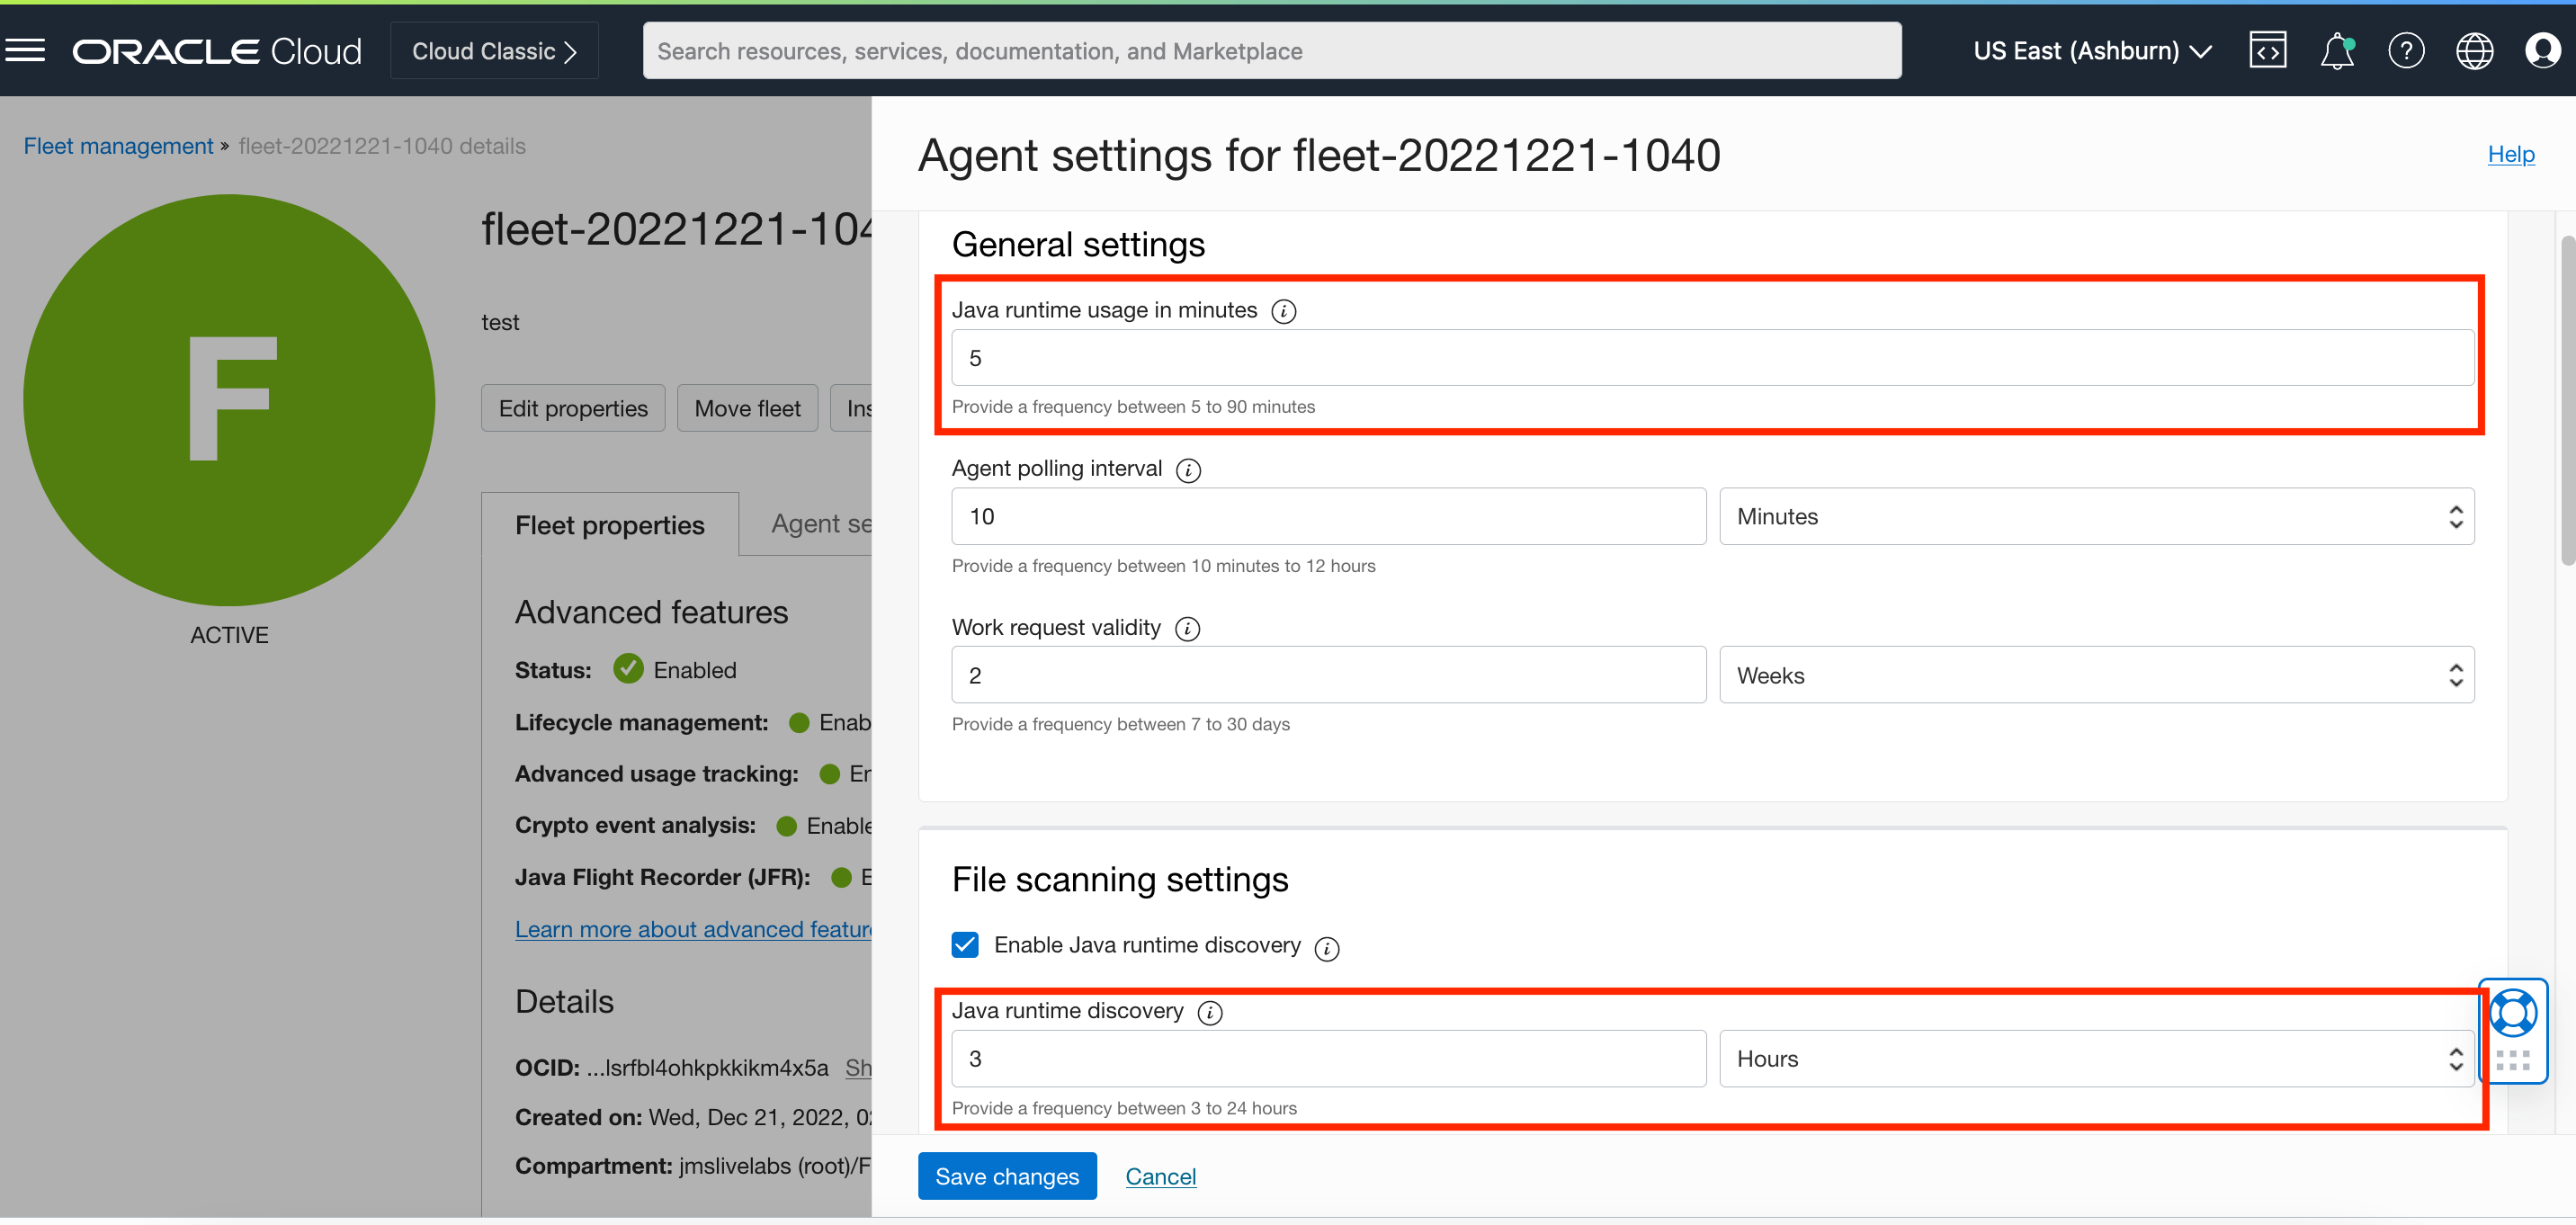 ORACLE Cloud
Cloud Classic
Search resources, services, documentation, and Marketplace
US East (Ashburn)
Fleet management » fleet-20221221-1040 details
F
ACTIVE
fleet-20221221-104
test
Edit properties
Move fleet
Ins
Fleet properties
Agent se
Advanced features
Status: Enabled
Lifecycle management: Enab
Advanced usage tracking: En
Crypto event analysis: Enable
Java Flight Recorder (JFR): E
Learn more about advanced featur
Details
OCID: ...lsrfbl4ohkpkkikm4x5a Sh
Created on: Wed, Dec 21, 2022, 02
Compartment: jmslivelabs (root)/F
Agent settings for fleet-20221221-1040
Help
General settings
Java runtime usage in minutes
5
Provide a frequency between 5 to 90 minutes
Agent polling interval
10
Minutes
Provide a frequency between 10 minutes to 12 hours
Work request validity
2
Weeks
Provide a frequency between 7 to 30 days
File scanning settings
Enable Java runtime discovery
Java runtime discovery
3
Hours
Provide a frequency between 3 to 24 hours
Save changes
Cancel